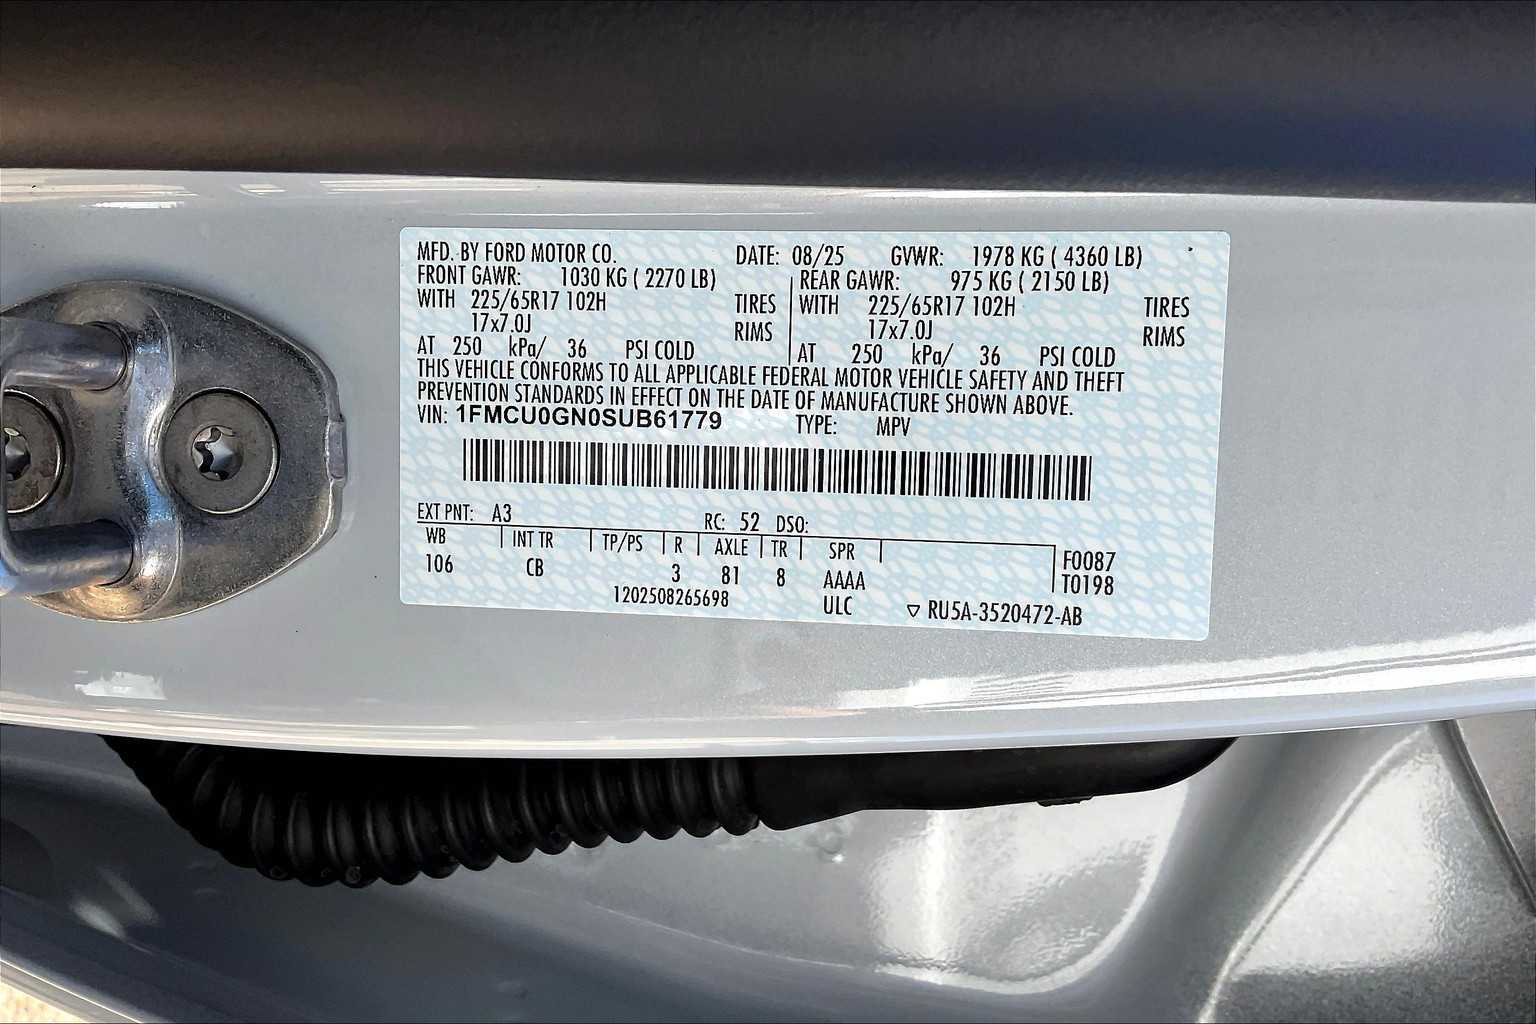 MFD. BY FORD MOTOR CO. DATE: 08/25 GVWR: 1978 KG ( 4360 LB)
FRONT GAWR: 1030 KG ( 2270 LB) REAR GAWR: 975 KG ( 2150 LB)
WITH 225/65R17 102H TIRES WITH 225/65R17 102H TIRES
17x7.0J RIMS 17x7.0J RIMS
AT 250 kPa/ 36 PSI COLD AT 250 kPa/ 36 PSI COLD
THIS VEHICLE CONFORMS TO ALL APPLICABLE FEDERAL MOTOR VEHICLE SAFETY AND THEFT
PREVENTION STANDARDS IN EFFECT ON THE DATE OF MANUFACTURE SHOWN ABOVE.
VIN: 1FMCU0GN0SUB61779 TYPE: MPV
EXT PNT: A3 RC: 52 DSO:
WB INT TR TP/PS R AXLE TR SPR F0087
106 CB 3 81 8 AAAA T0198
1202508265698 ULC ▽ RU5A-3520472-AB